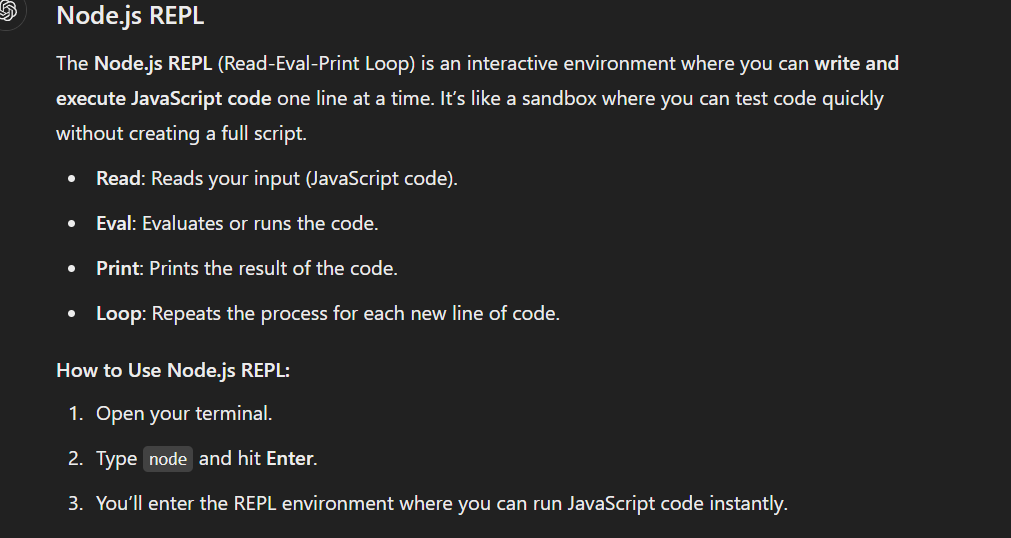 Node.js REPL
The Node.js REPL (Read-Eval-Print Loop) is an interactive environment where you can write and
execute JavaScript code one line at a time. It’s like a sandbox where you can test code quickly
without creating a full script.
• Read: Reads your input (JavaScript code).
• Eval: Evaluates or runs the code.
• Print: Prints the result of the code.
• Loop: Repeats the process for each new line of code.
How to Use Node.js REPL:
1. Open your terminal.
2. Type node and hit Enter.
3. You’ll enter the REPL environment where you can run JavaScript code instantly.